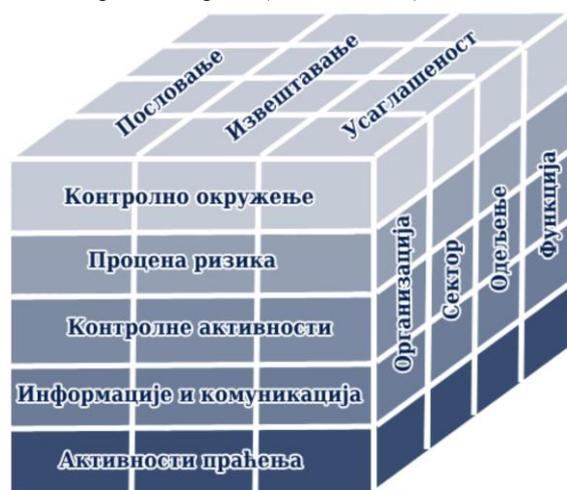 Пословање
Извештавање
Усаглашеност
Контролно окружење
Процена ризика
Контролне активности
Информације и комуникација
Активности праћења
Организација
Сектор
Одељење
Функција